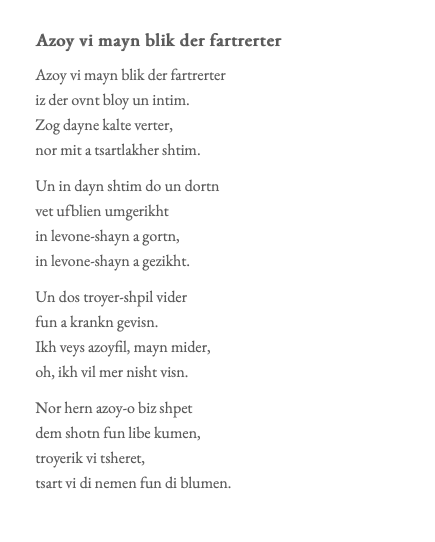 Azoy vi mayn blik der fartrerter
Azoy vi mayn blik der fartrerter
iz der ovnt bloy un intim.
Zog dayne kalte verter,
nor mit a tsartlakher shtim.
Un in dayn shtim do un dortn
vet ufblien umgerikht
in levone-shayn a gortn,
in levone-shayn a gezikht.
Un dos troyer-shpil vider
fun a krankn gevisn.
Ikh veys azoyfil, mayn mider,
oh, ikh vil mer nisht visn.
Nor hern azoy-o biz shpet
dem shotn fun libe kumen,
troyerik vi tsheret,
tsart vi di nemen fun di blumen.